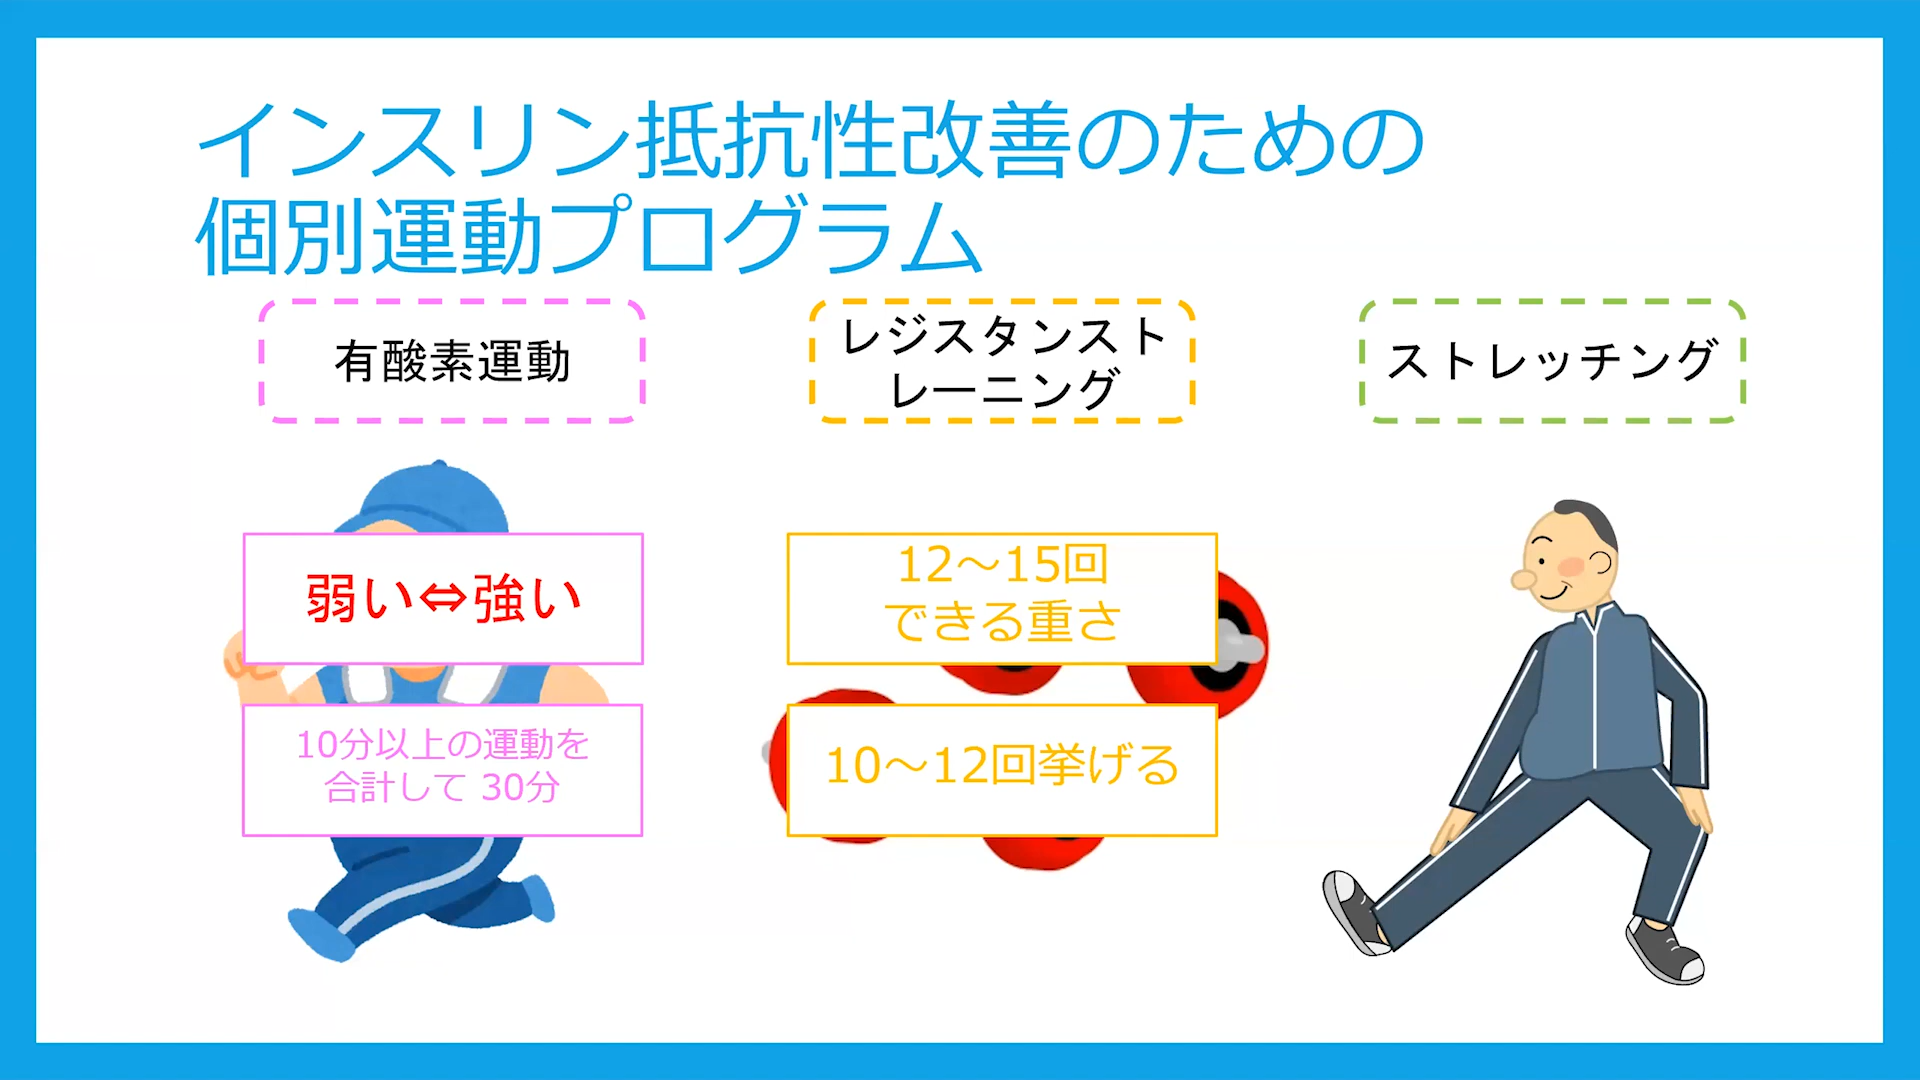 インスリン抵抗性改善のための
個別運動プログラム
有酸素運動
レジスタンスト
レーニング
ストレッチング
弱い⇔強い
12～15回
できる重さ
10分以上の運動を
合計して 30分
10～12回挙げる